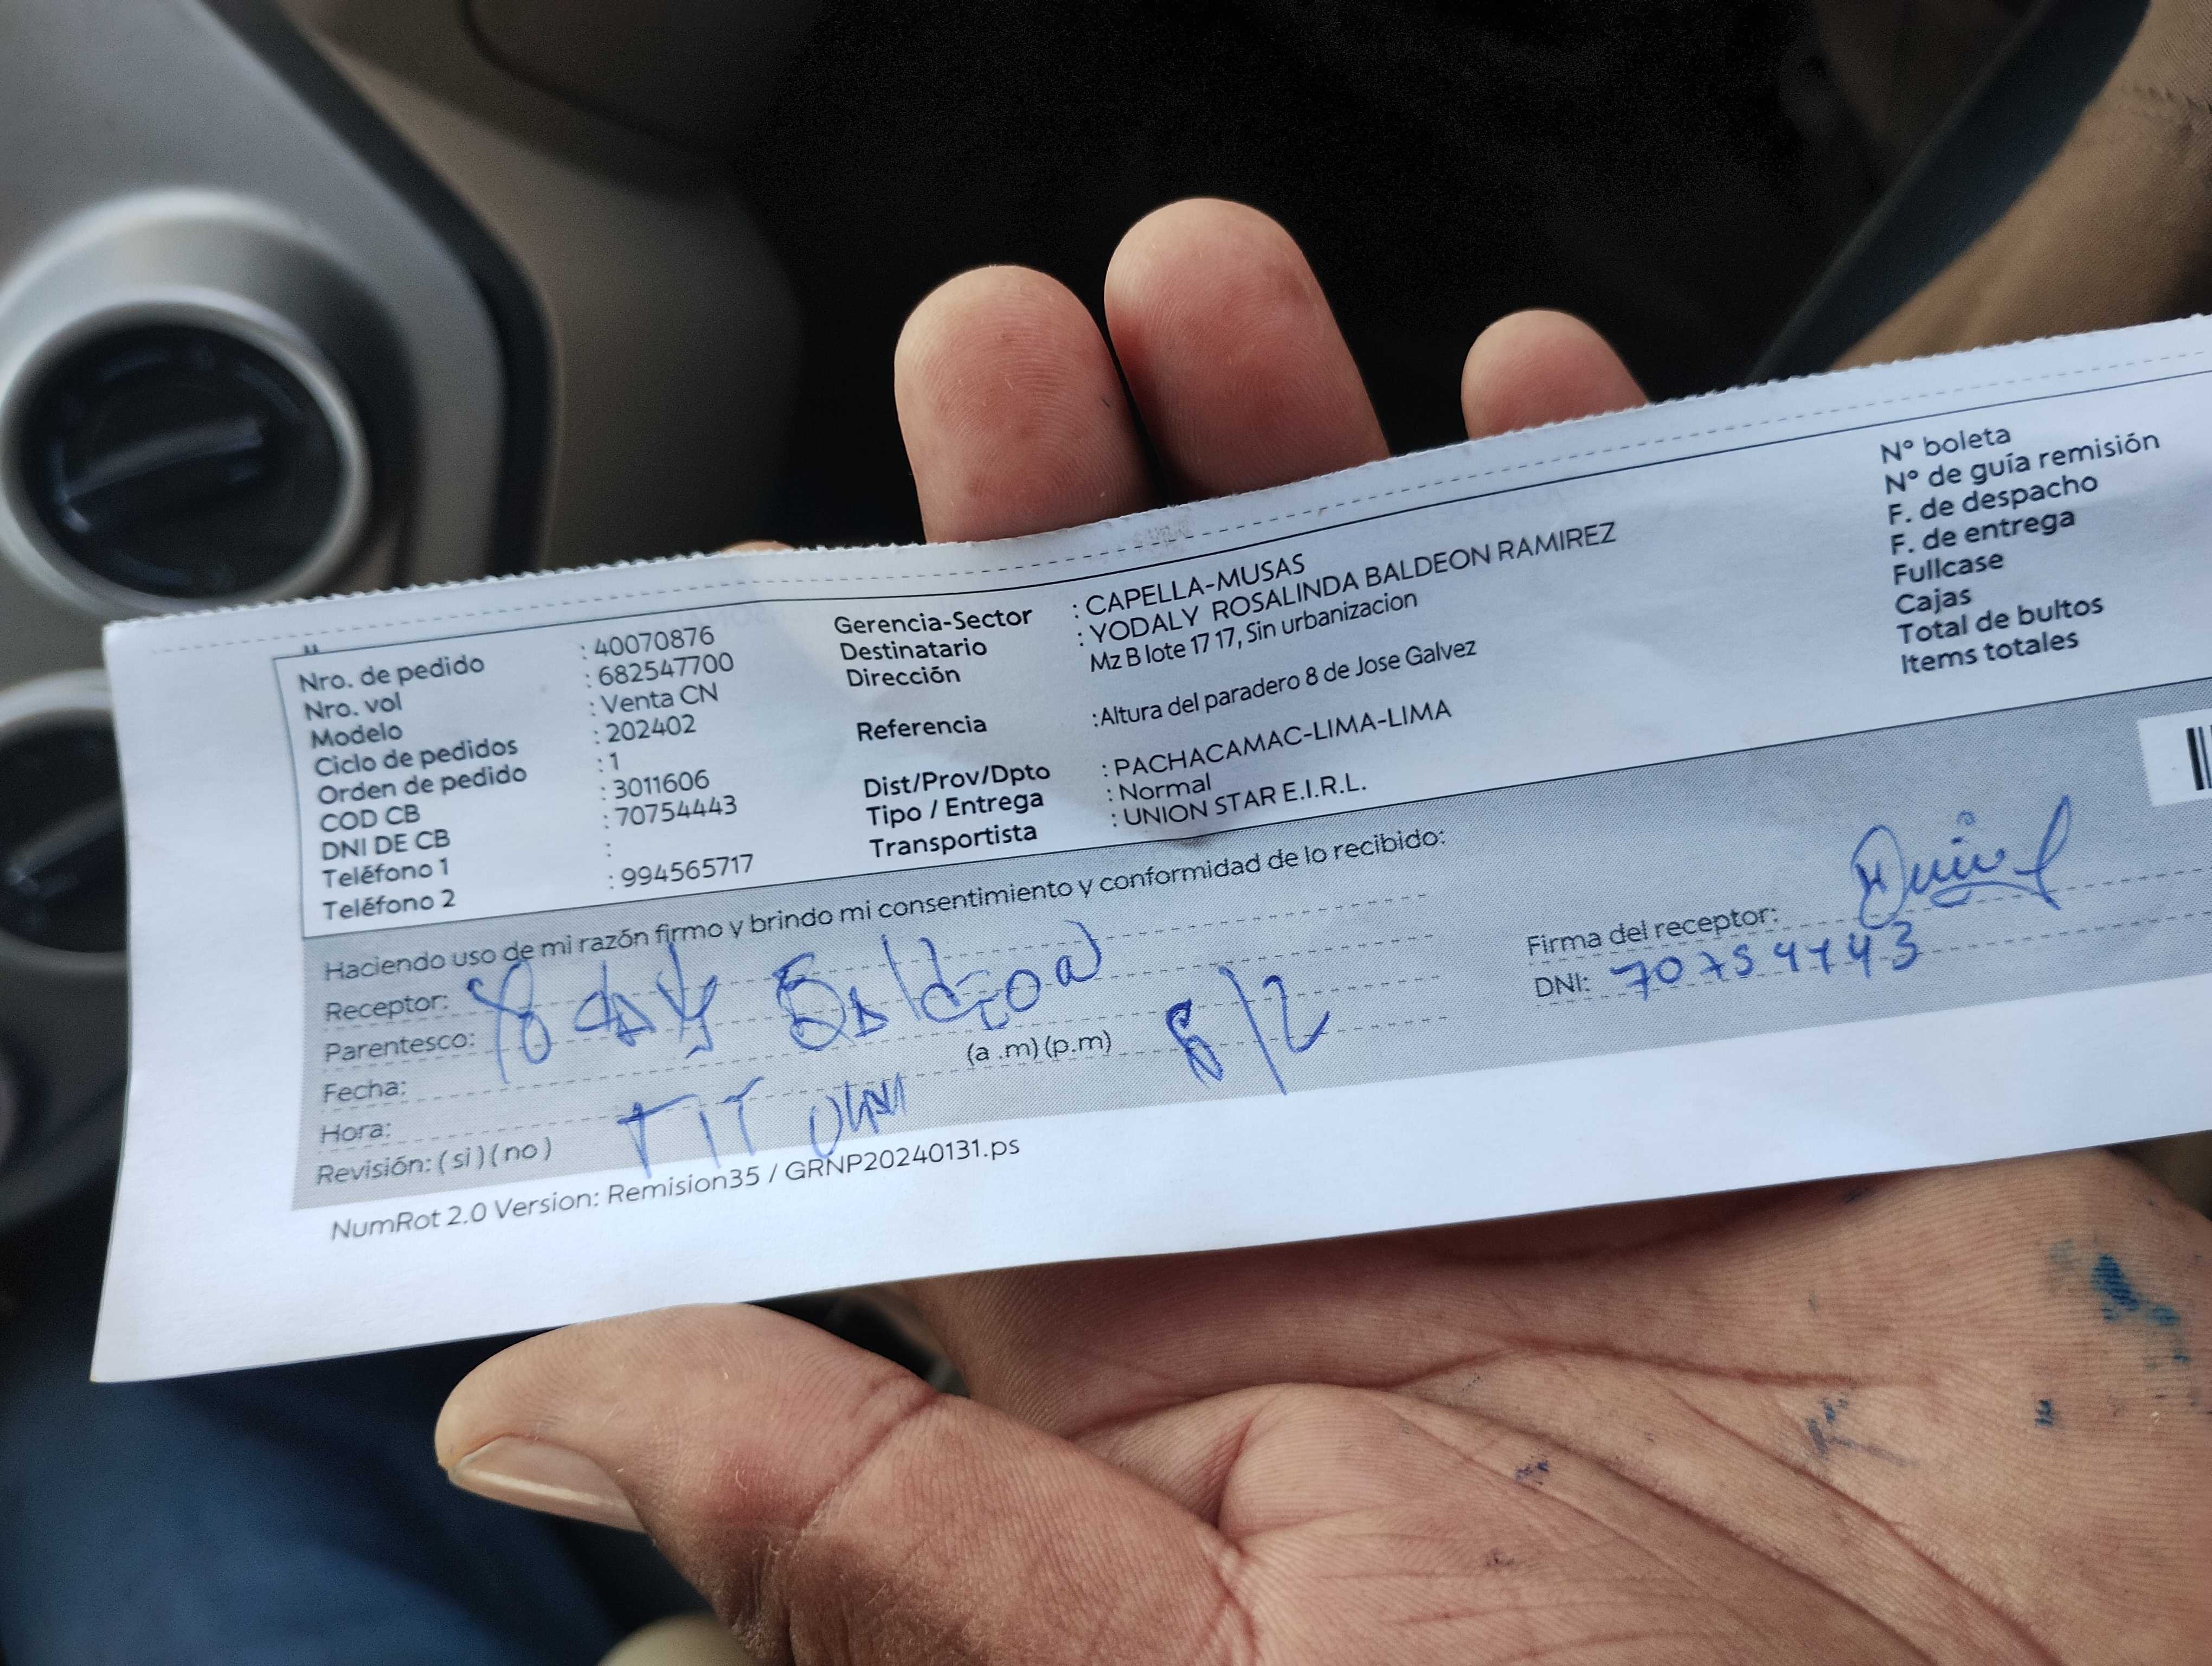 Nro. de pedido : 40070876
Nro. vol : 682547700
Modelo : Venta CN
Ciclo de pedidos : 202402
Orden de pedido : 1
COD CB : 3011606
DNI DE CB : 70754443
Teléfono 1 :
Teléfono 2 : 994565717
Gerencia-Sector : CAPELLA-MUSAS
Destinatario : YODALY ROSALINDA BALDEON RAMIREZ
Dirección Mz B lote 17 17, Sin urbanizacion
Referencia :Altura del paradero 8 de Jose Galvez
Dist/Prov/Dpto : PACHACAMAC-LIMA-LIMA
Tipo / Entrega : Normal
Transportista : UNION STAR E.I.R.L.
N° boleta
N° de guía remisión
F. de despacho
F. de entrega
Fullcase
Cajas
Total de bultos
Items totales
Haciendo uso de mi razón firmo y brindo mi consentimiento y conformidad de lo recibido:
Receptor: Yodaly Baldeon
Parentesco:
Fecha:
Hora: (a .m) (p.m)
Revisión: ( si ) ( no ) TIT
Firma del receptor:
DNI: 70754443
NumRot 2.0 Version: Remision35 / GRNP20240131.ps